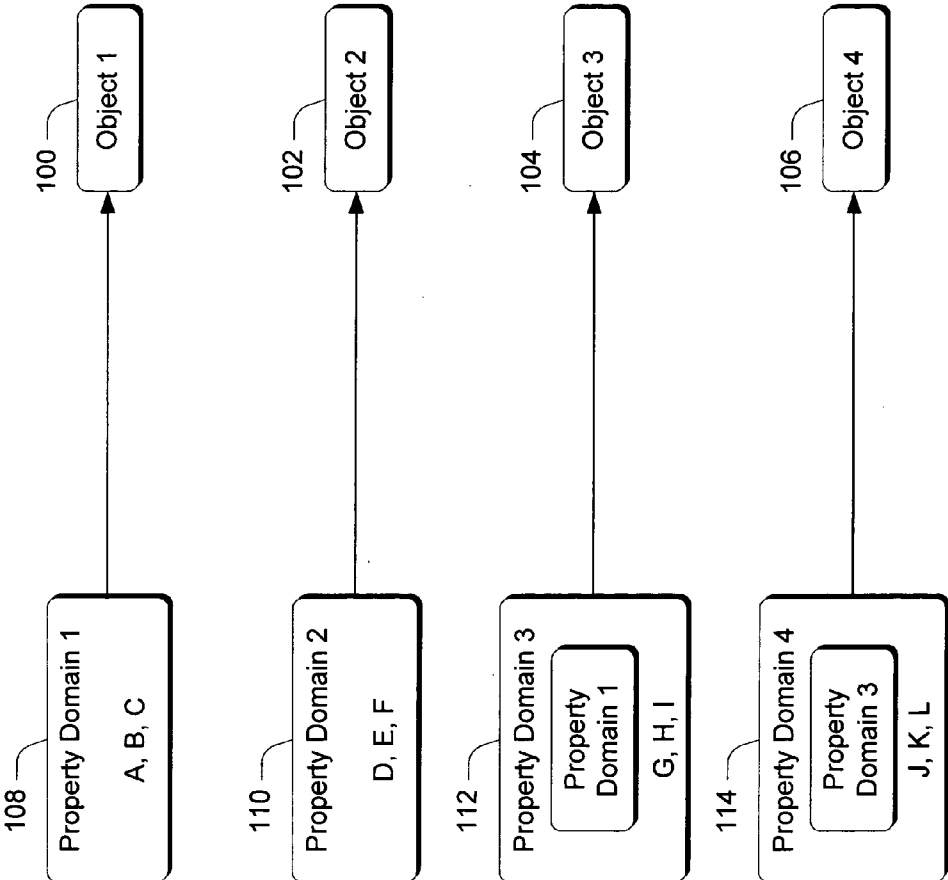 108
Property Domain 1
A, B, C
100
Object 1
110
Property Domain 2
D, E, F
102
Object 2
112
Property Domain 3
Property
Domain 1
G, H, I
104
Object 3
114
Property Domain 4
Property
Domain 3
J, K, L
106
Object 4